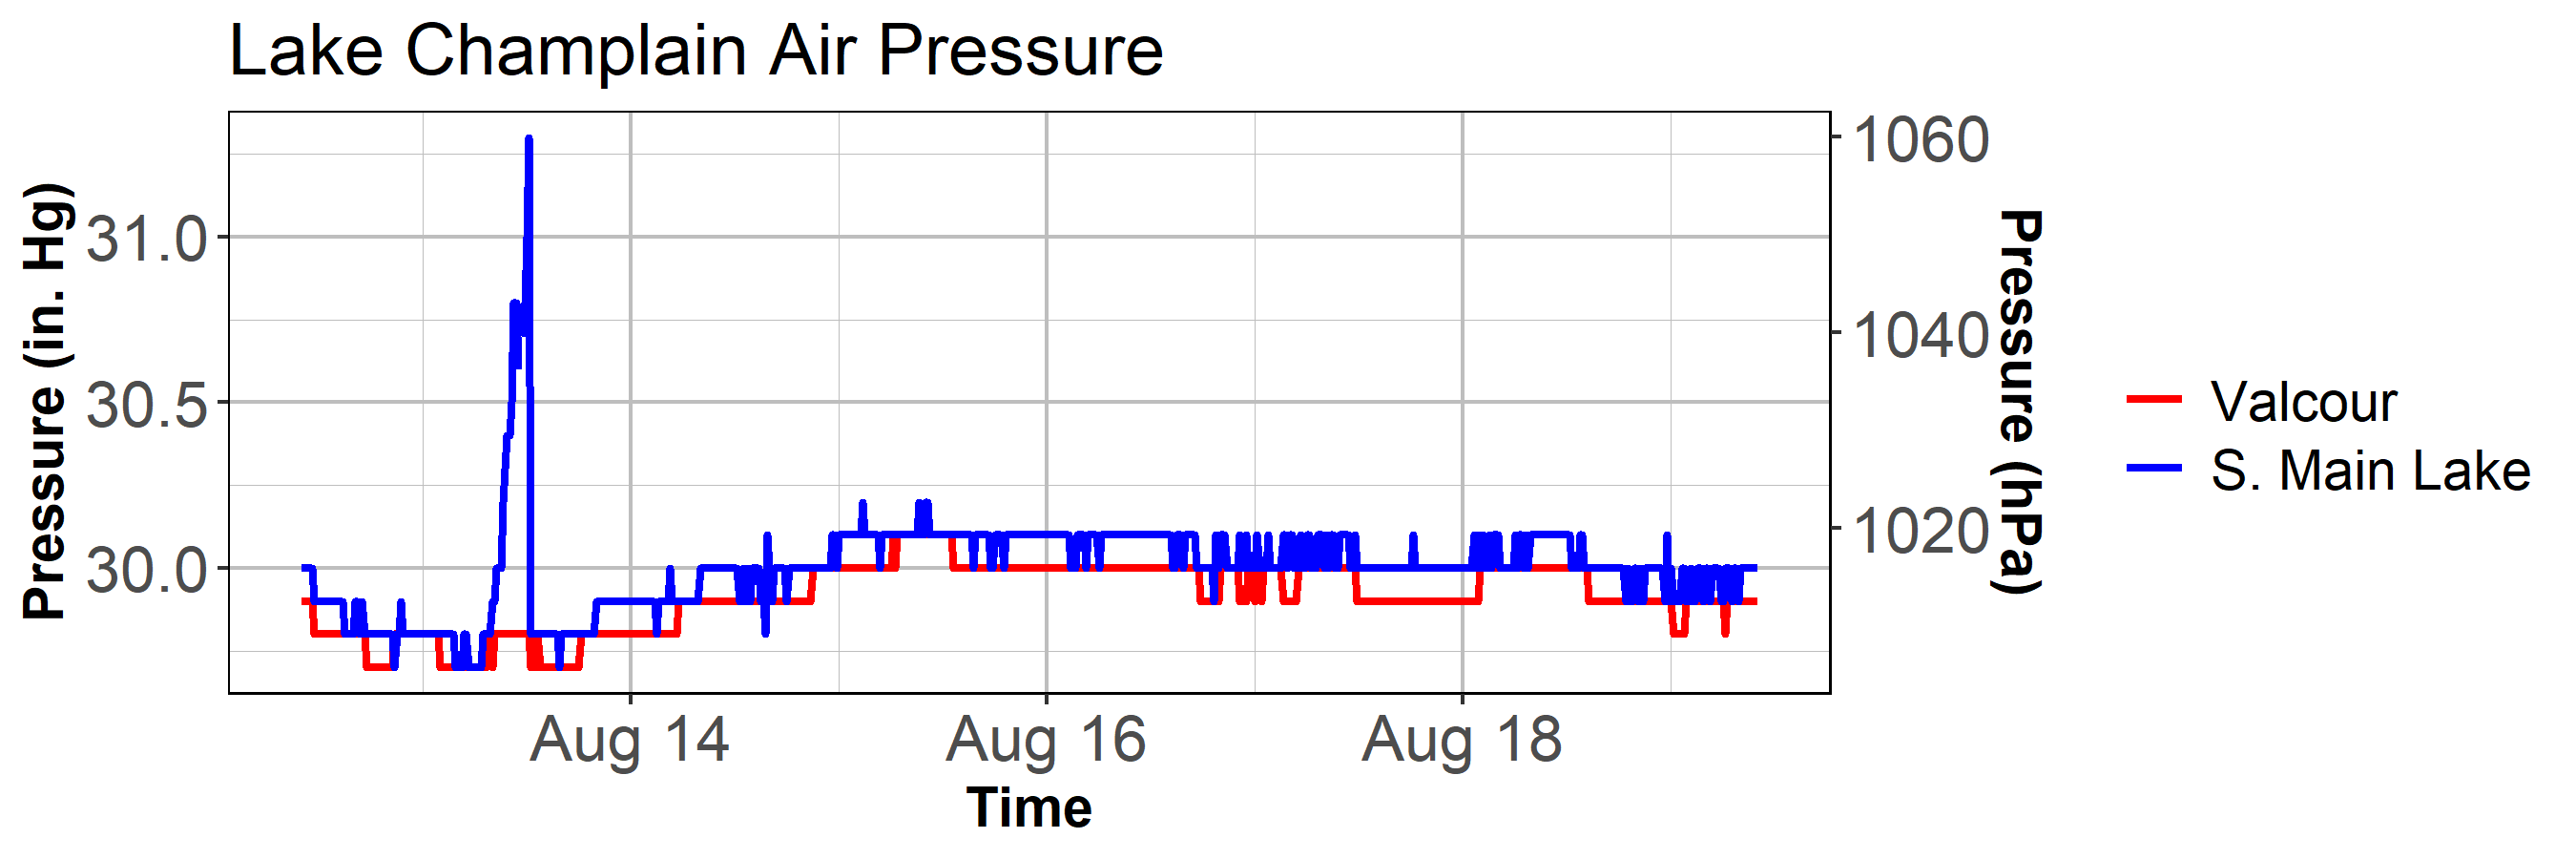 Lake Champlain Air Pressure
Pressure (in. Hg)
31.0
30.5
30.0
1060
1040
1020
Pressure (hPa)
Valcour
S. Main Lake
Aug 14
Aug 16
Aug 18
Time